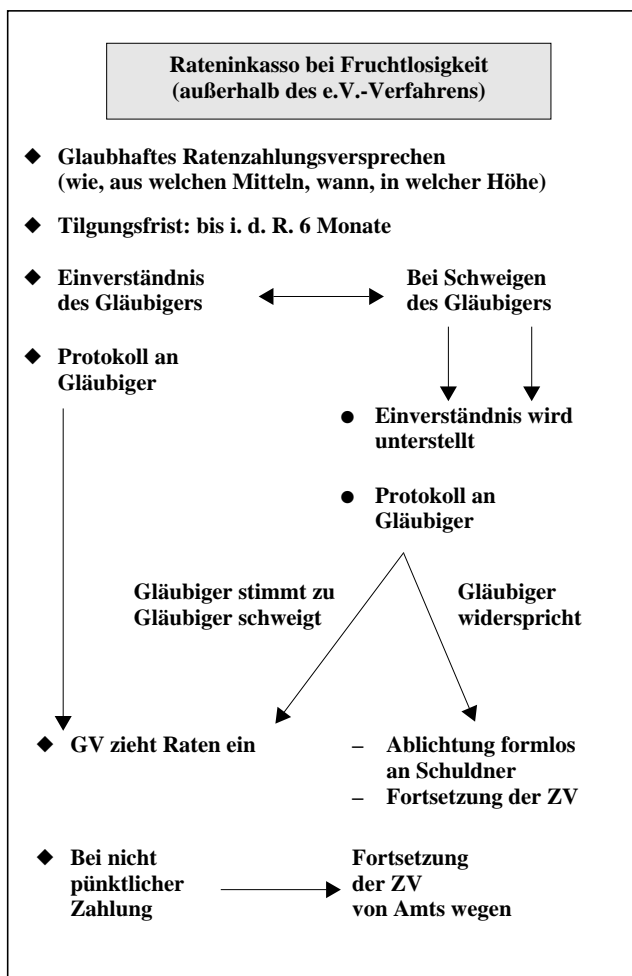 Rateninkasso bei Fruchtlosigkeit
(außerhalb des e.V.-Verfahrens)
◆ Glaubhaftes Ratenzahlungsversprechen
(wie, aus welchen Mitteln, wann, in welcher Höhe)
◆ Tilgungsfrist: bis i. d. R. 6 Monate
◆ Einverständnis
des Gläubigers
Bei Schweigen
des Gläubigers
◆ Protokoll an
Gläubiger
● Einverständnis wird
unterstellt
● Protokoll an
Gläubiger
Gläubiger stimmt zu
Gläubiger schweigt
Gläubiger
widerspricht
◆ GV zieht Raten ein
– Ablichtung formlos
an Schuldner
– Fortsetzung der ZV
◆ Bei nicht
pünktlicher
Zahlung
Fortsetzung
der ZV
von Amts wegen